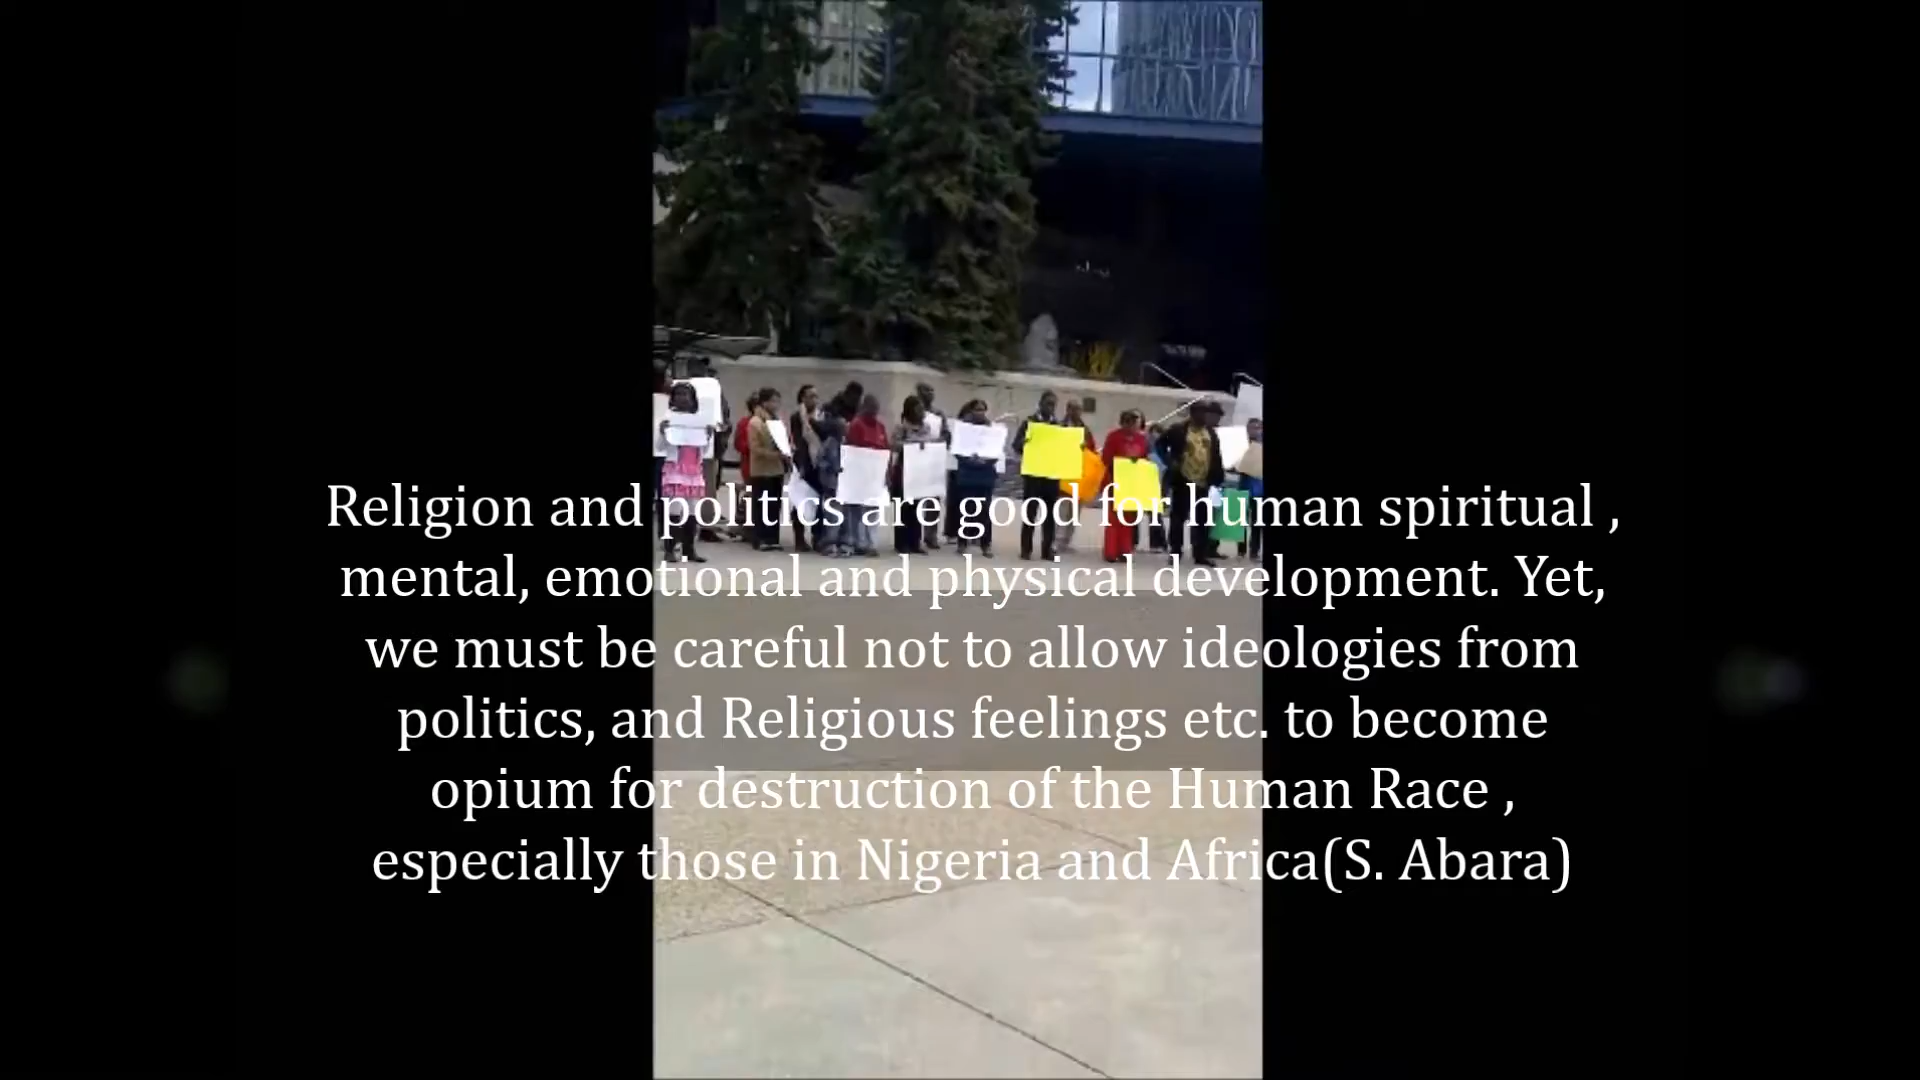 Religion and politics are good for human spiritual ,
mental, emotional and physical development. Yet,
we must be careful not to allow ideologies from
politics, and Religious feelings etc. to become
opium for destruction of the Human Race ,
especially those in Nigeria and Africa(S. Abara)